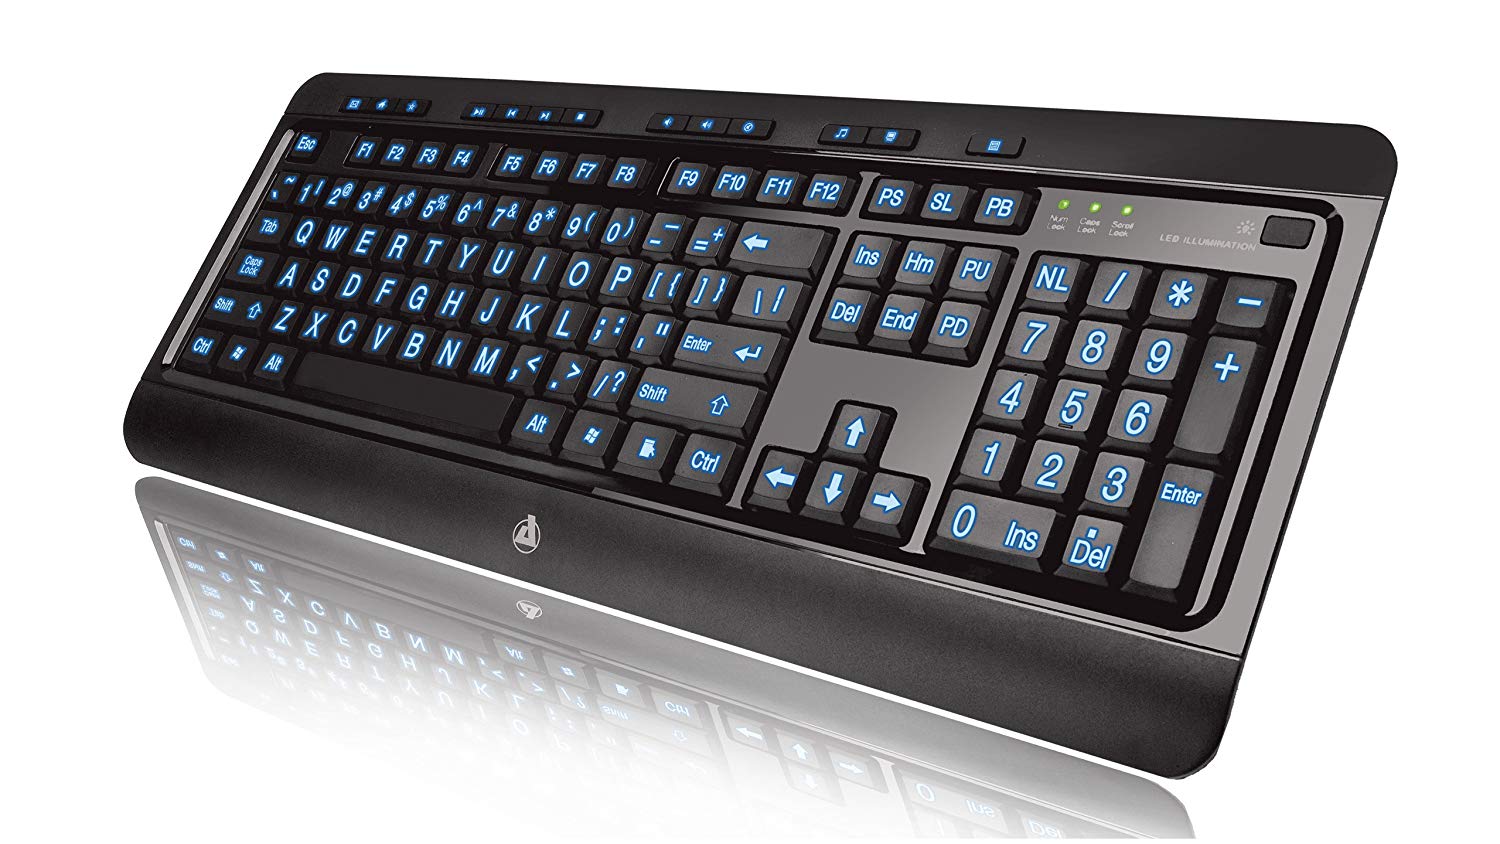 Esc F1 F2 F3 F4 F5 F6 F7 F8 F9 F10 F11 F12 PS SL PB
Num Lock Caps Lock Scroll Lock
LED ILLUMINATION
` ~ 1 ! 2 @ 3 # 4 $ 5 % 6 ^ 7 & 8 * 9 ( 0 ) - _ = + ←
Tab Q W E R T Y U I O P [ { ] } \ |
Caps Lock A S D F G H J K L ; : ' " Enter ↵
Shift ⇧ Z X C V B N M , < . > / ? Shift ⇧
Ctrl Alt Alt Ctrl
Ins Hm PU
Del End PD
↑
← ↓ →
NL / * −
7 8 9 +
4 5 6
1 2 3 Enter
0 Ins . Del